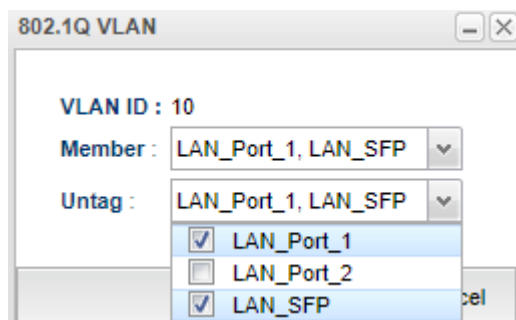 802.1Q VLAN
VLAN ID : 10
Member : LAN_Port_1, LAN_SFP
Untag : LAN_Port_1, LAN_SFP
LAN_Port_1
LAN_Port_2
LAN_SFP